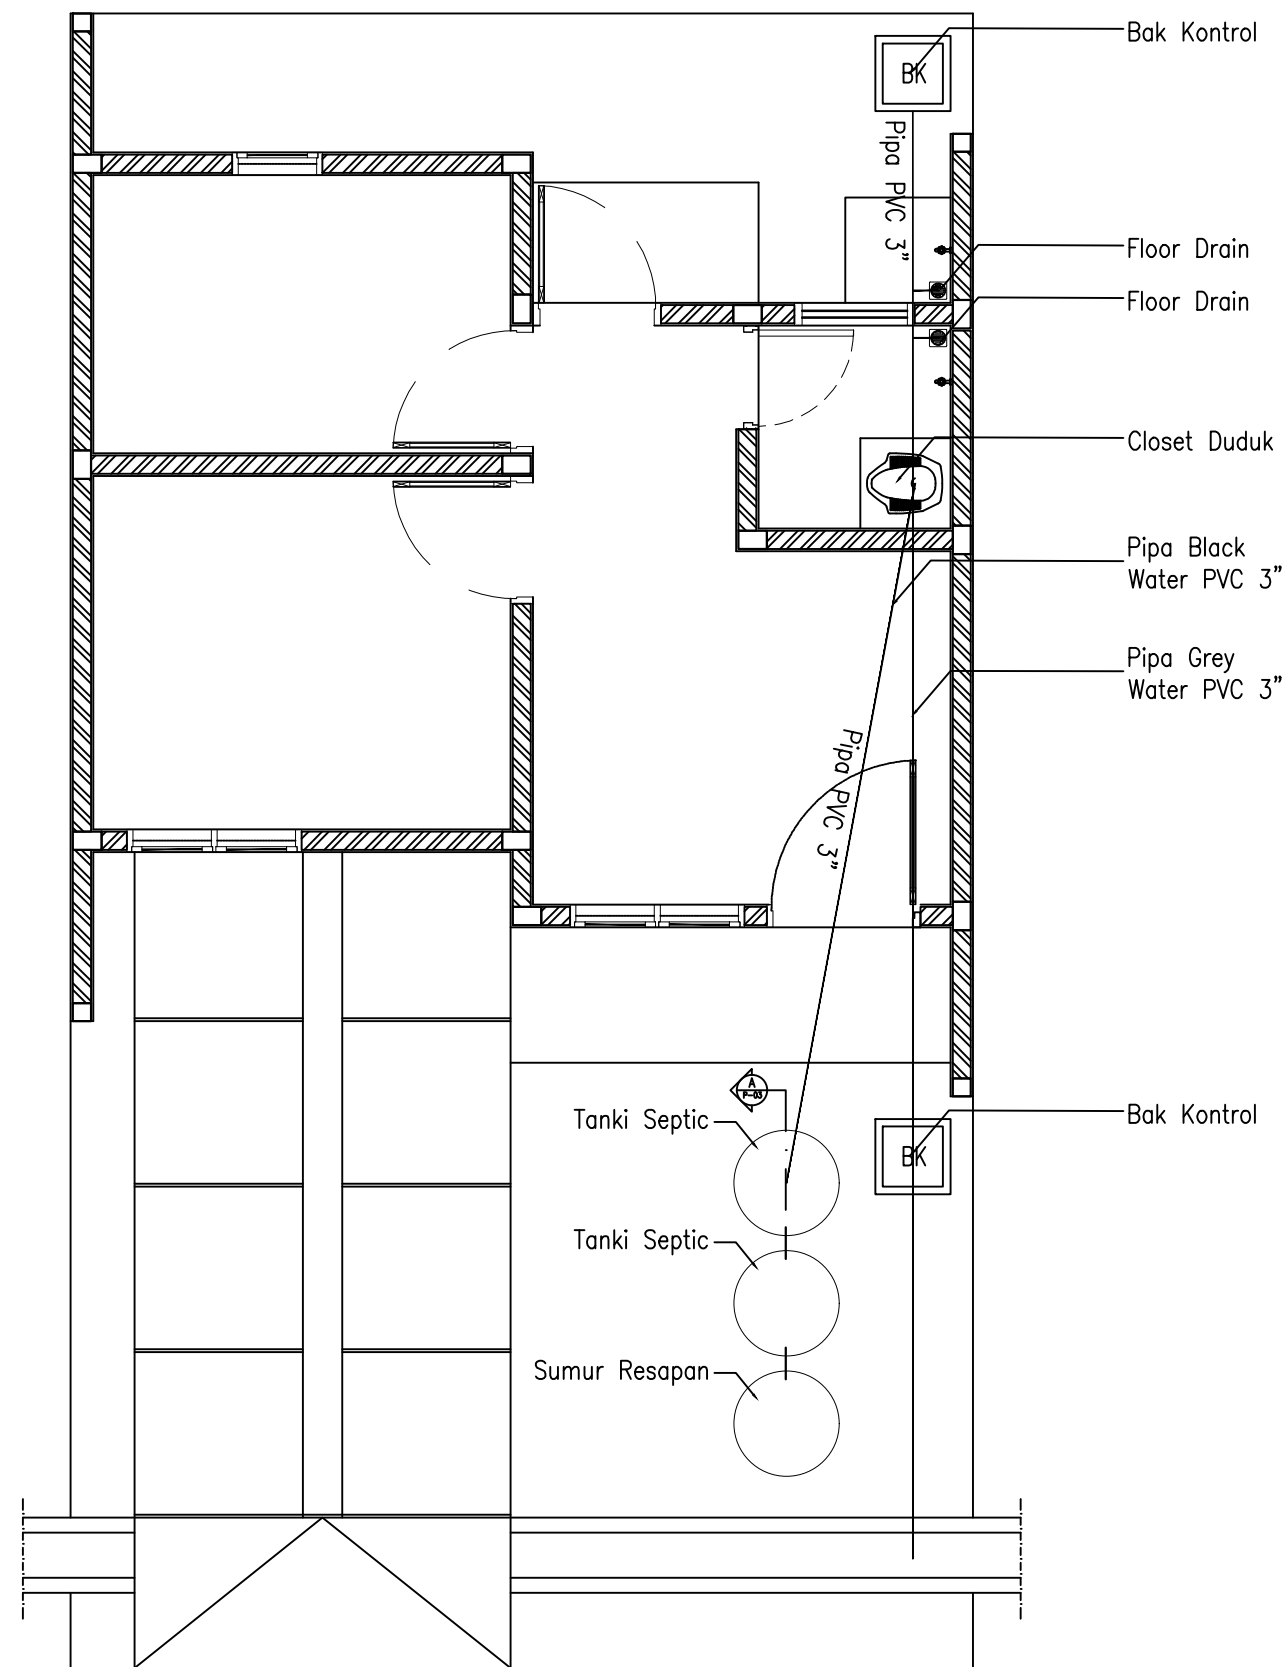 Bak Kontrol
BK
Pipa PVC 3"
Floor Drain
Floor Drain
Closet Duduk
Pipa Black
Water PVC 3"
Pipa Grey
Water PVC 3"
Pipa PVC 3"
A
P-03
Tanki Septic
Bak Kontrol
BK
Tanki Septic
Sumur Resapan